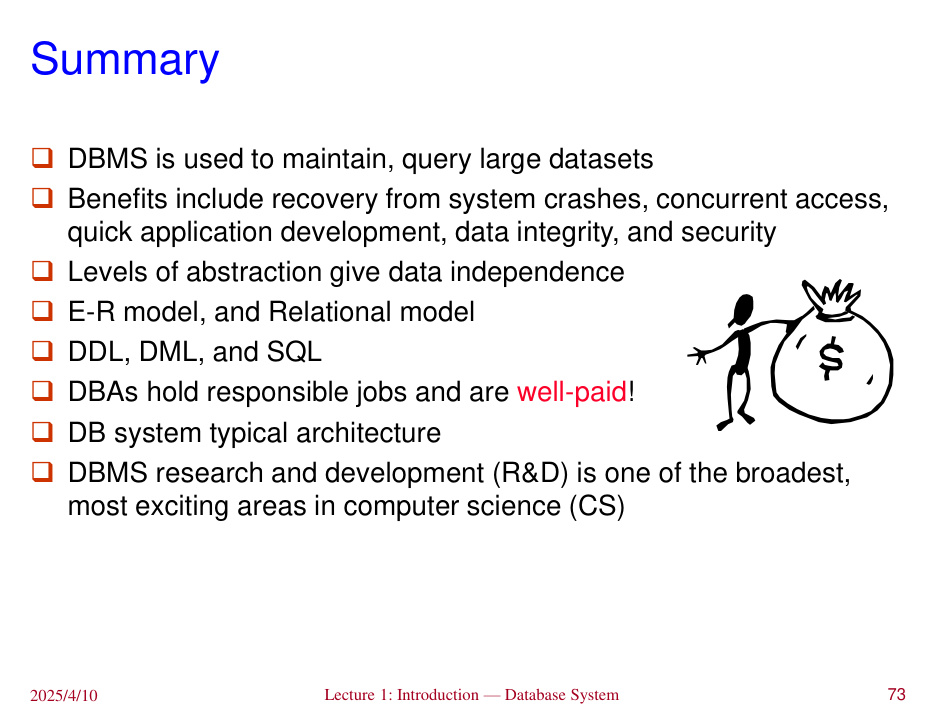 Summary
❑ DBMS is used to maintain, query large datasets
❑ Benefits include recovery from system crashes, concurrent access,
quick application development, data integrity, and security
❑ Levels of abstraction give data independence
❑ E-R model, and Relational model
❑ DDL, DML, and SQL
❑ DBAs hold responsible jobs and are well-paid!
$
❑ DB system typical architecture
❑ DBMS research and development (R&D) is one of the broadest,
most exciting areas in computer science (CS)
2025/4/10
Lecture 1: Introduction — Database System
73